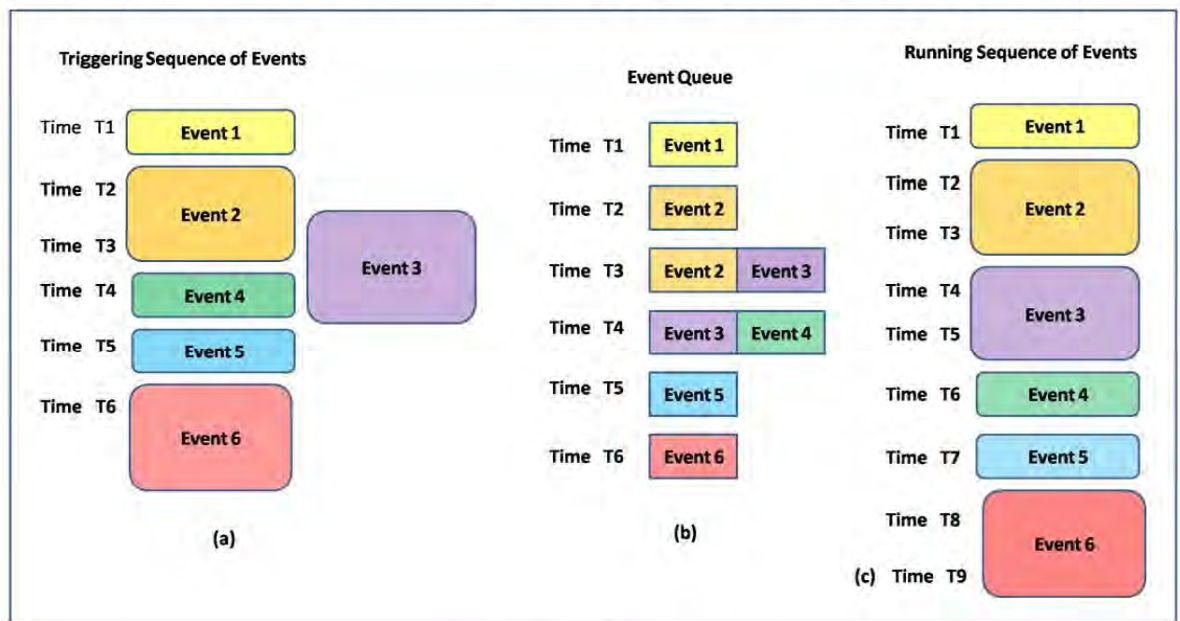 Triggering Sequence of Events
Time T1
Event 1
Time T2
Event 2
Time T3
Event 3
Time T4
Event 4
Time T5
Event 5
Time T6
Event 6
(a)
Event Queue
Time T1 Event 1
Time T2 Event 2
Time T3 Event 2 Event 3
Time T4 Event 3 Event 4
Time T5 Event 5
Time T6 Event 6
(b)
Running Sequence of Events
Time T1
Event 1
Time T2
Event 2
Time T3
Time T4
Event 3
Time T5
Time T6 Event 4
Time T7 Event 5
Time T8
Event 6
(c) Time T9